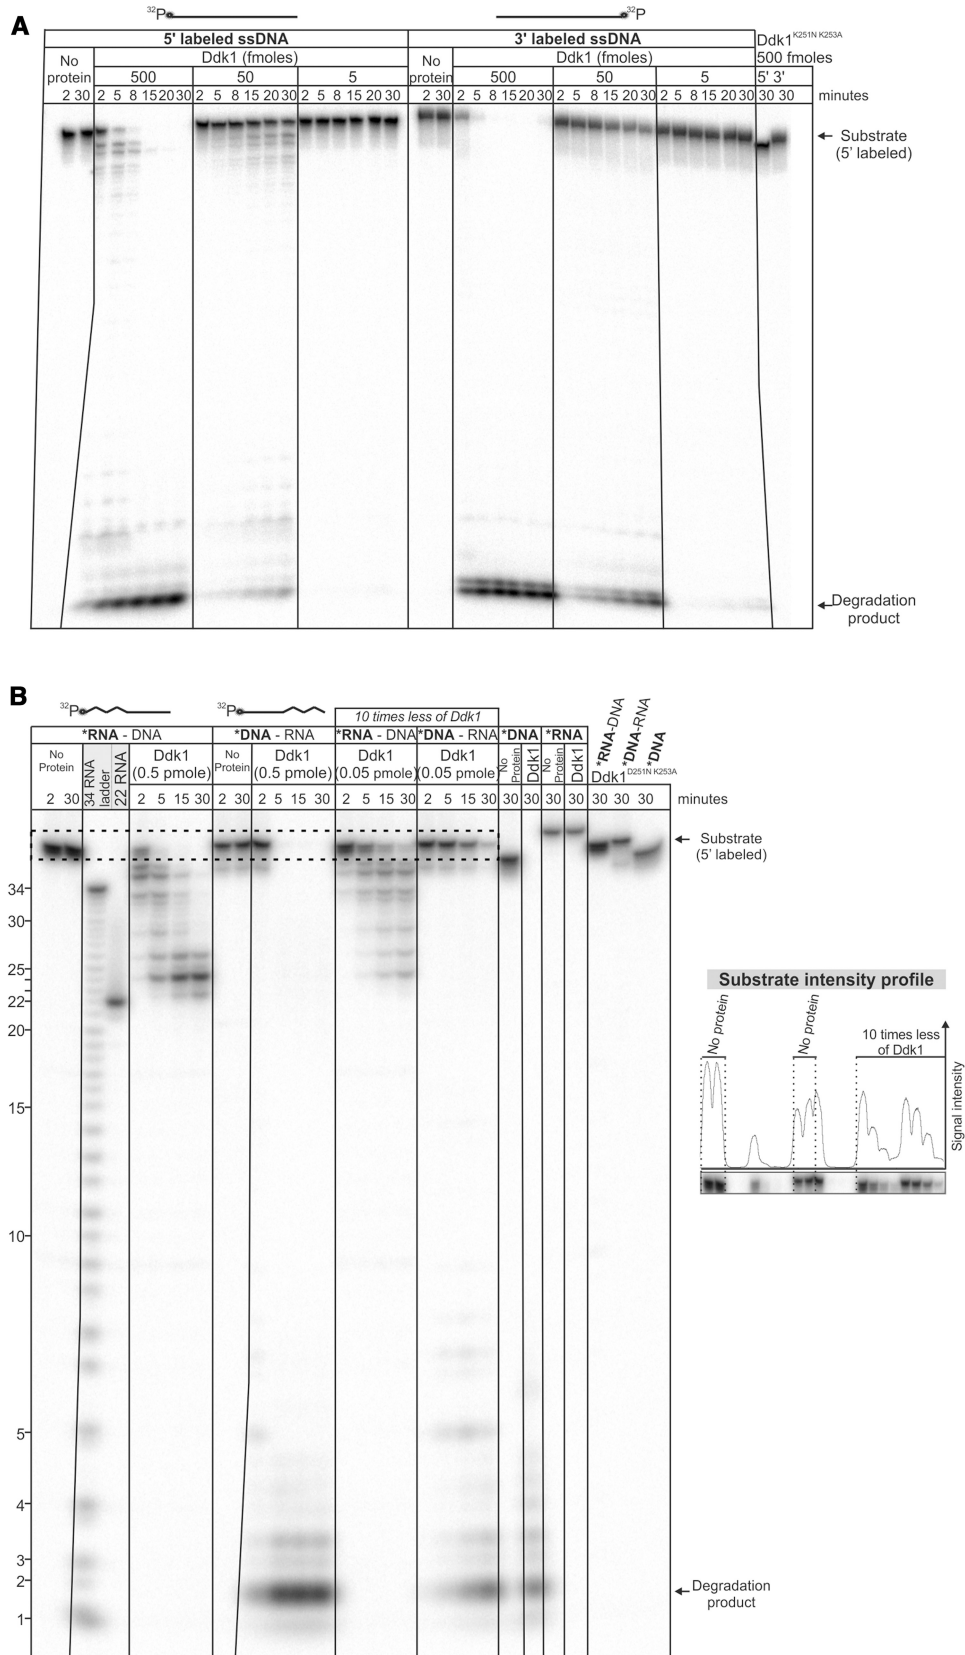 A
32P
32P
5' labeled ssDNA
3' labeled ssDNA
Ddk1K251N K253A
No protein
Ddk1 (fmoles)
No protein
Ddk1 (fmoles)
500 fmoles
500
50
5
500
50
5
5' 3'
2 30 2 5 8 15 20 30 2 5 8 15 20 30 2 5 8 15 20 30 2 30 2 5 8 15 20 30 2 5 8 15 20 30 2 5 8 15 20 30 30 30 minutes
Substrate
(5' labeled)
Degradation
product
B
32P
32P
10 times less of Ddk1
*RNA - DNA
*DNA - RNA
*RNA - DNA
*DNA - RNA
*DNA
*RNA
*RNA-DNA
*DNA-RNA
*DNA
No Protein
34 RNA ladder
22 RNA
Ddk1
(0.5 pmole)
No Protein
Ddk1
(0.5 pmole)
Ddk1
(0.05 pmole)
Ddk1
(0.05 pmole)
No Protein
Ddk1
No Protein
Ddk1
Ddk1D251N K253A
2 30 2 5 15 30 2 30 2 5 15 30 2 5 15 30 2 5 15 30 30 30 30 30 30 30 30 minutes
Substrate
(5' labeled)
34
30
25
22
20
15
10
5
4
3
2
1
Degradation
product
Substrate intensity profile
No protein
No protein
10 times less
of Ddk1
Signal intensity